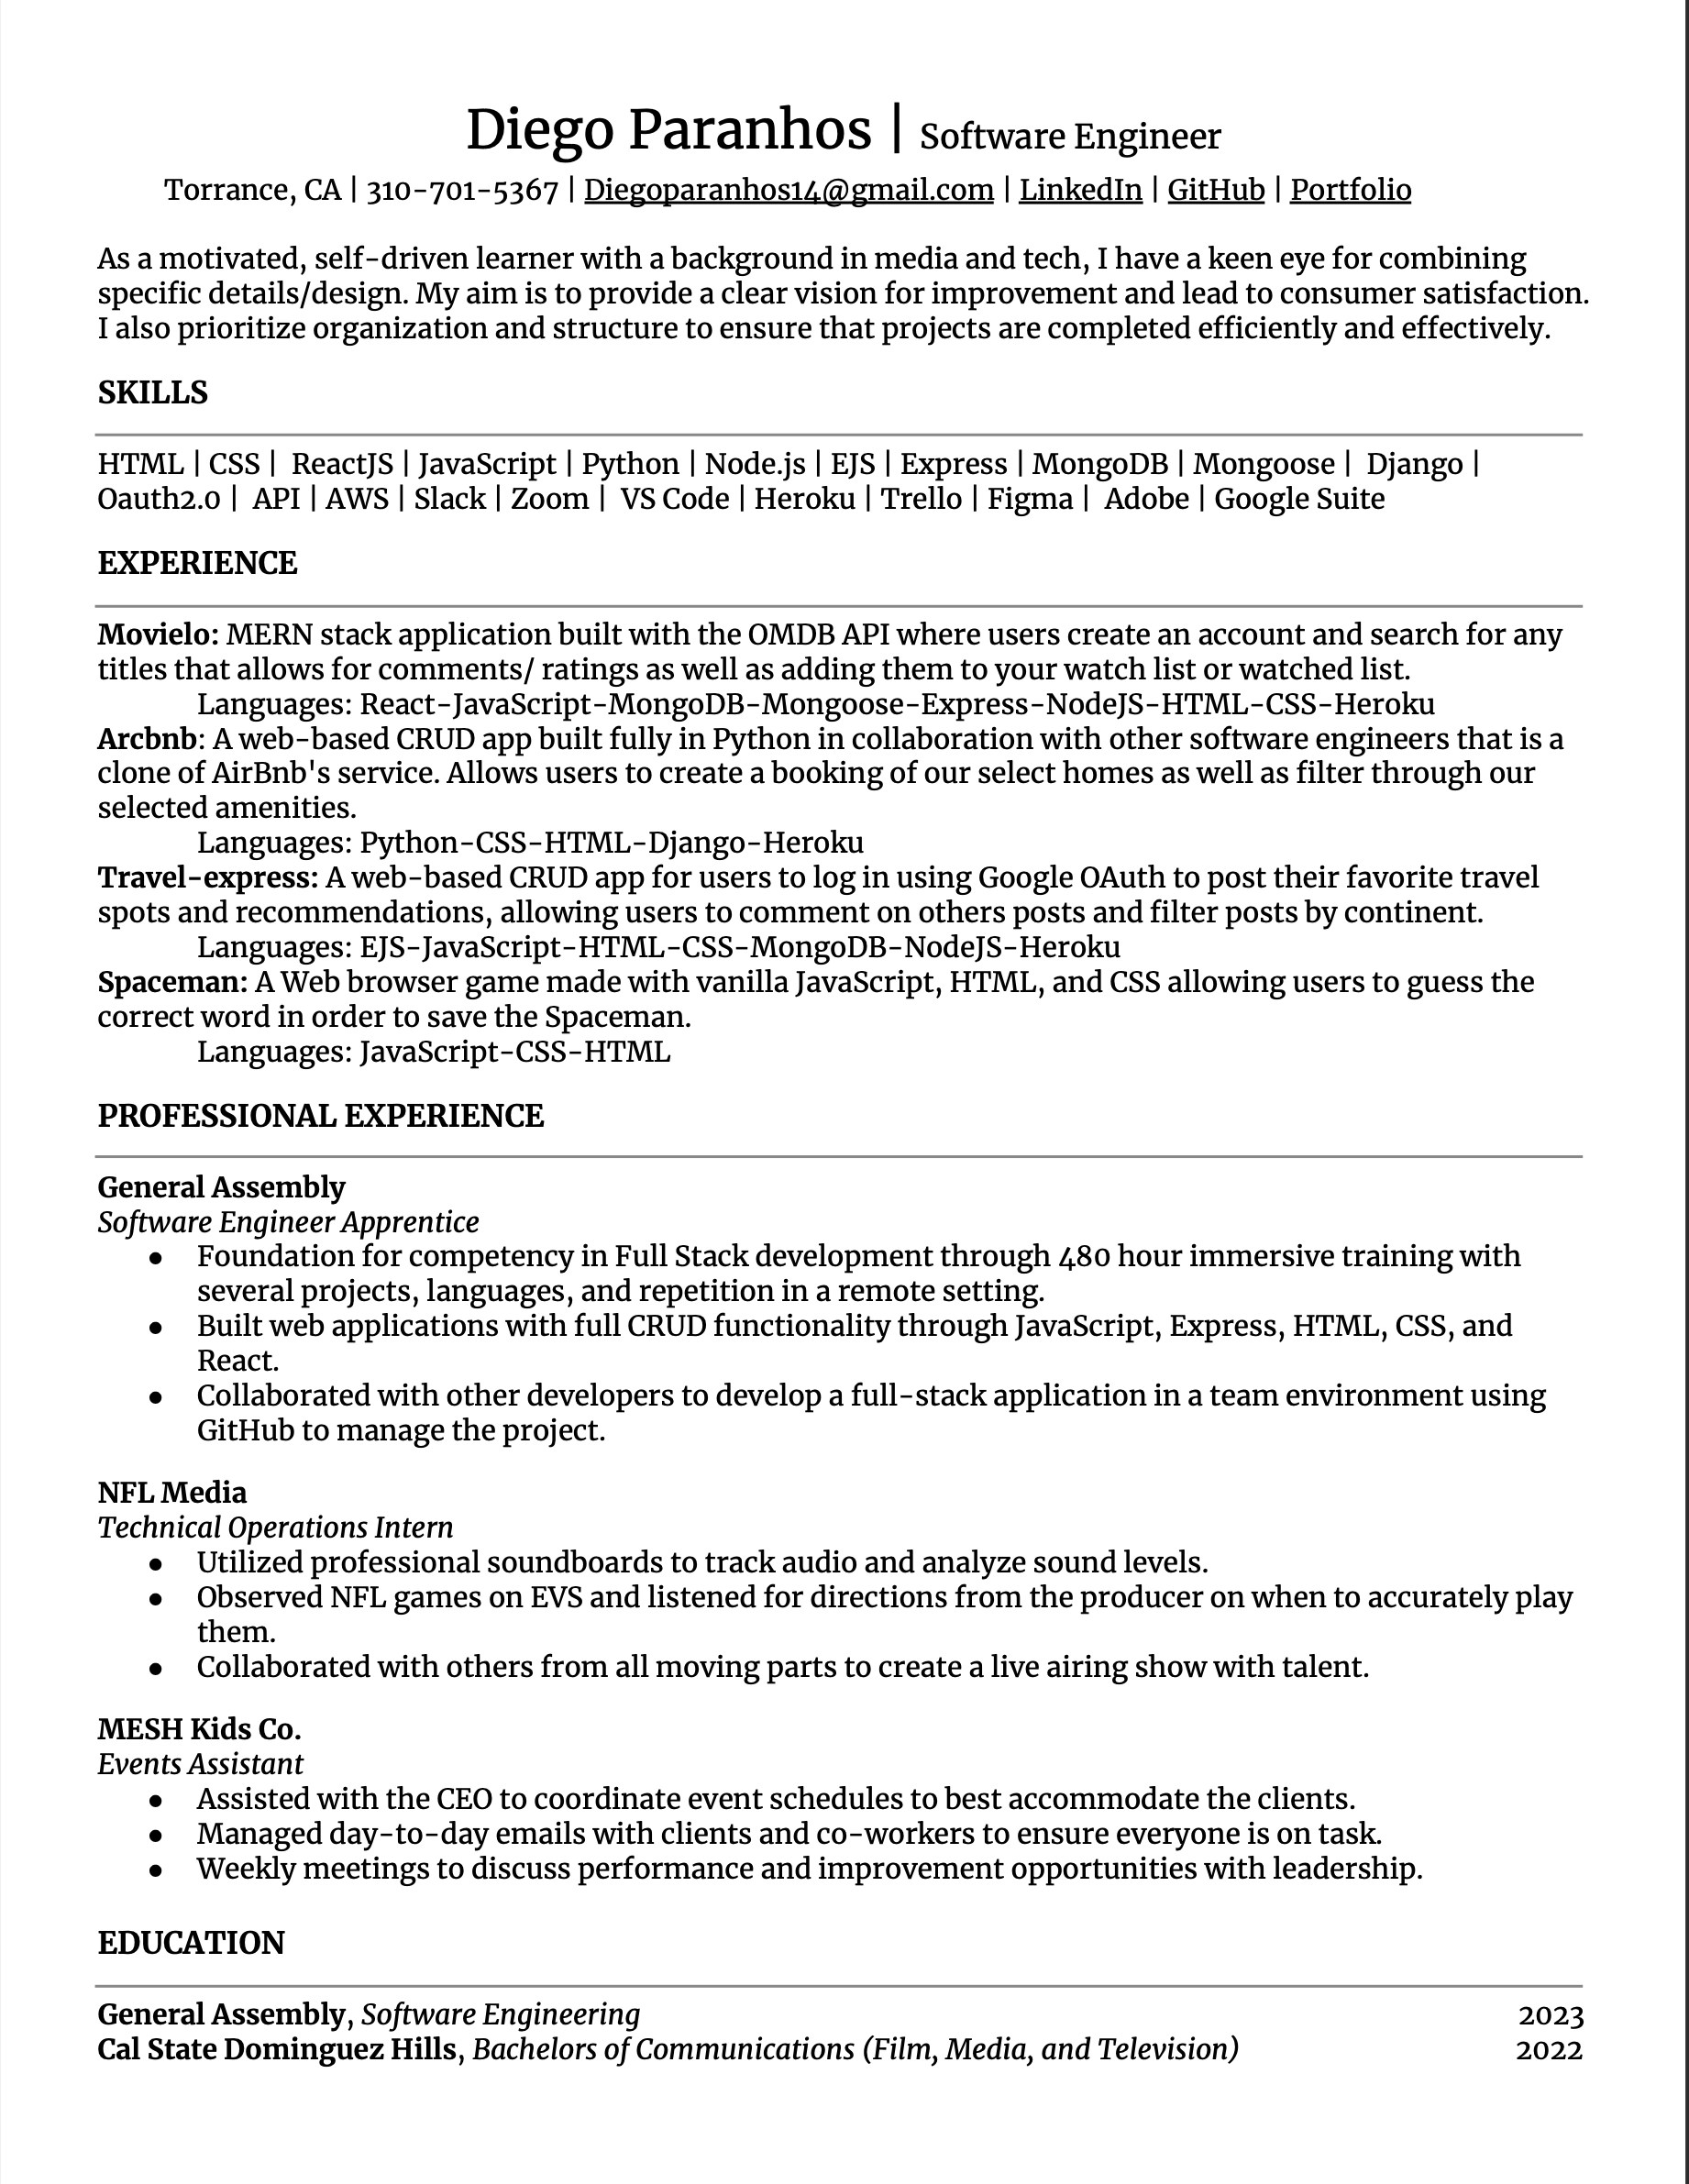 Diego Paranhos | Software Engineer
Torrance, CA | 310-701-5367 | Diegoparanhos14@gmail.com | LinkedIn | GitHub | Portfolio
As a motivated, self-driven learner with a background in media and tech, I have a keen eye for combining
specific details/design. My aim is to provide a clear vision for improvement and lead to consumer satisfaction.
I also prioritize organization and structure to ensure that projects are completed efficiently and effectively.
SKILLS
HTML | CSS | ReactJS | JavaScript | Python | Node.js | EJS | Express | MongoDB | Mongoose | Django |
Oauth2.0 | API | AWS | Slack | Zoom | VS Code | Heroku | Trello | Figma | Adobe | Google Suite
EXPERIENCE
Movielo: MERN stack application built with the OMDB API where users create an account and search for any
titles that allows for comments/ ratings as well as adding them to your watch list or watched list.
Languages: React-JavaScript-MongoDB-Mongoose-Express-NodeJS-HTML-CSS-Heroku
Arcbnb: A web-based CRUD app built fully in Python in collaboration with other software engineers that is a
clone of AirBnb's service. Allows users to create a booking of our select homes as well as filter through our
selected amenities.
Languages: Python-CSS-HTML-Django-Heroku
Travel-express: A web-based CRUD app for users to log in using Google OAuth to post their favorite travel
spots and recommendations, allowing users to comment on others posts and filter posts by continent.
Languages: EJS-JavaScript-HTML-CSS-MongoDB-NodeJS-Heroku
Spaceman: A Web browser game made with vanilla JavaScript, HTML, and CSS allowing users to guess the
correct word in order to save the Spaceman.
Languages: JavaScript-CSS-HTML
PROFESSIONAL EXPERIENCE
General Assembly
Software Engineer Apprentice
● Foundation for competency in Full Stack development through 480 hour immersive training with
several projects, languages, and repetition in a remote setting.
● Built web applications with full CRUD functionality through JavaScript, Express, HTML, CSS, and
React.
● Collaborated with other developers to develop a full-stack application in a team environment using
GitHub to manage the project.
NFL Media
Technical Operations Intern
● Utilized professional soundboards to track audio and analyze sound levels.
● Observed NFL games on EVS and listened for directions from the producer on when to accurately play
them.
● Collaborated with others from all moving parts to create a live airing show with talent.
MESH Kids Co.
Events Assistant
● Assisted with the CEO to coordinate event schedules to best accommodate the clients.
● Managed day-to-day emails with clients and co-workers to ensure everyone is on task.
● Weekly meetings to discuss performance and improvement opportunities with leadership.
EDUCATION
General Assembly, Software Engineering 2023
Cal State Dominguez Hills, Bachelors of Communications (Film, Media, and Television) 2022